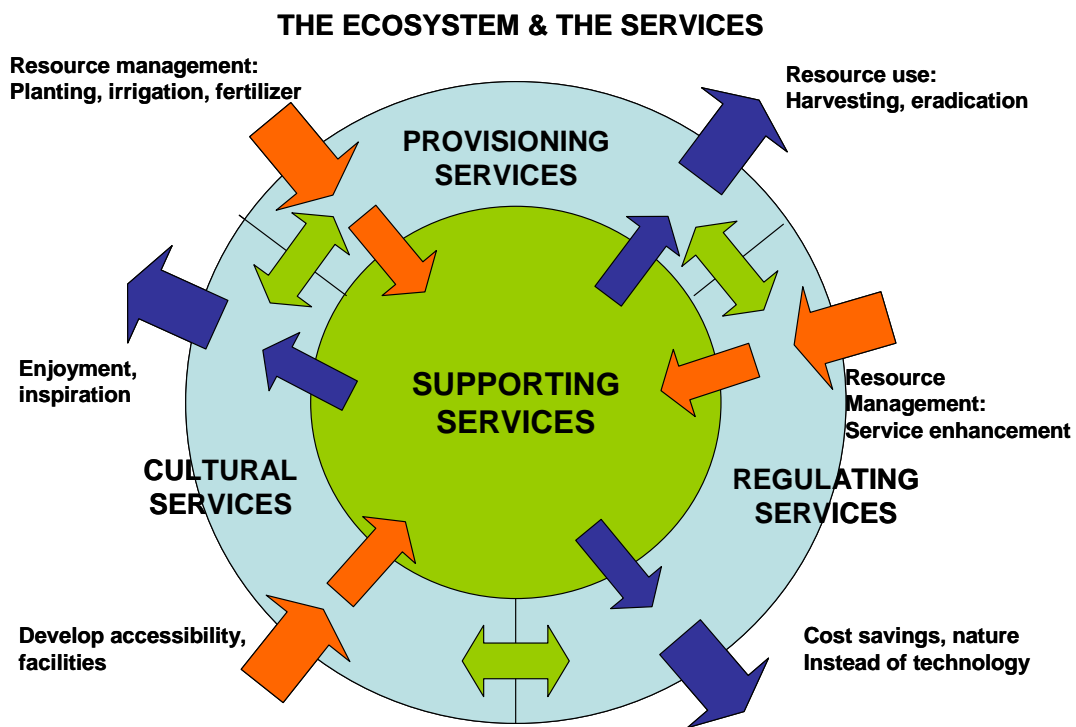 THE ECOSYSTEM & THE SERVICES
Resource management:
Planting, irrigation, fertilizer
Resource use:
Harvesting, eradication
PROVISIONING
SERVICES
Enjoyment,
inspiration
SUPPORTING
SERVICES
Resource
Management:
Service enhancement
CULTURAL
SERVICES
REGULATING
SERVICES
Develop accessibility,
facilities
Cost savings, nature
Instead of technology